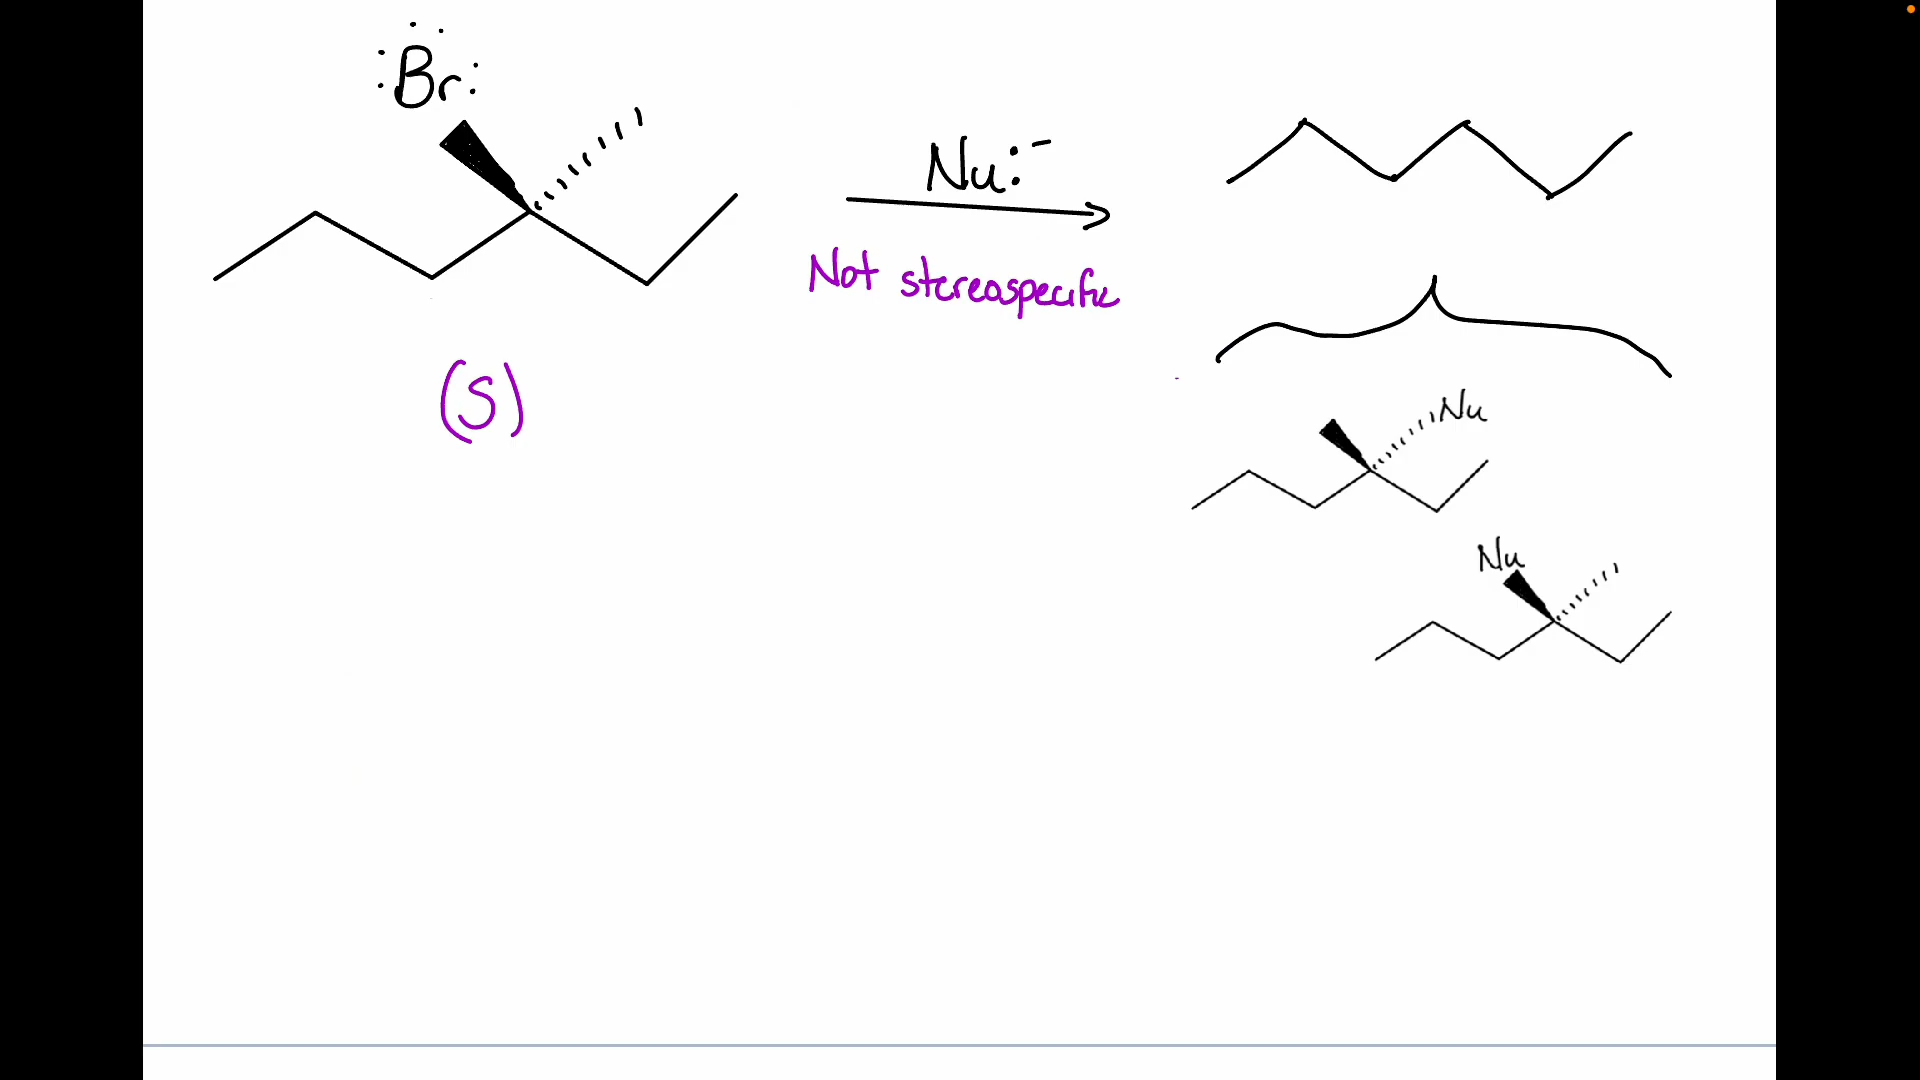 :Br:
Nu:-
Not stereospecific
(S)
Nu
Nu